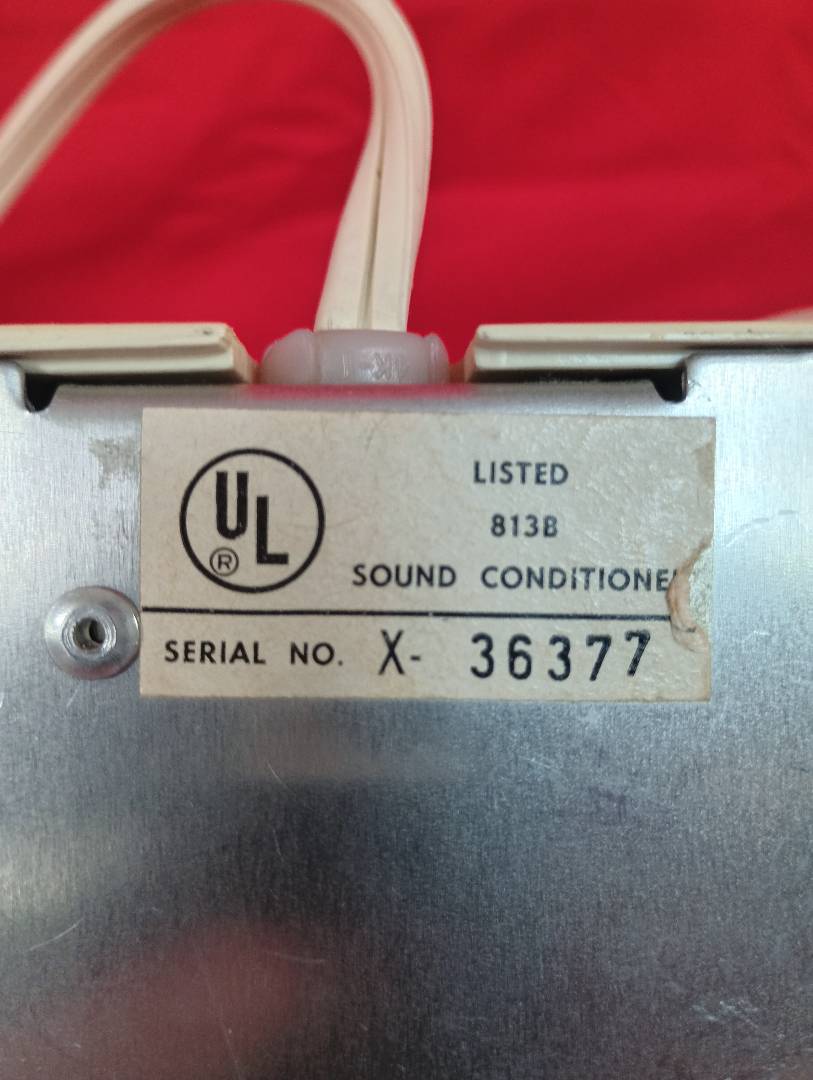 UL
®
LISTED
813B
SOUND CONDITIONE
SERIAL NO. X- 36377